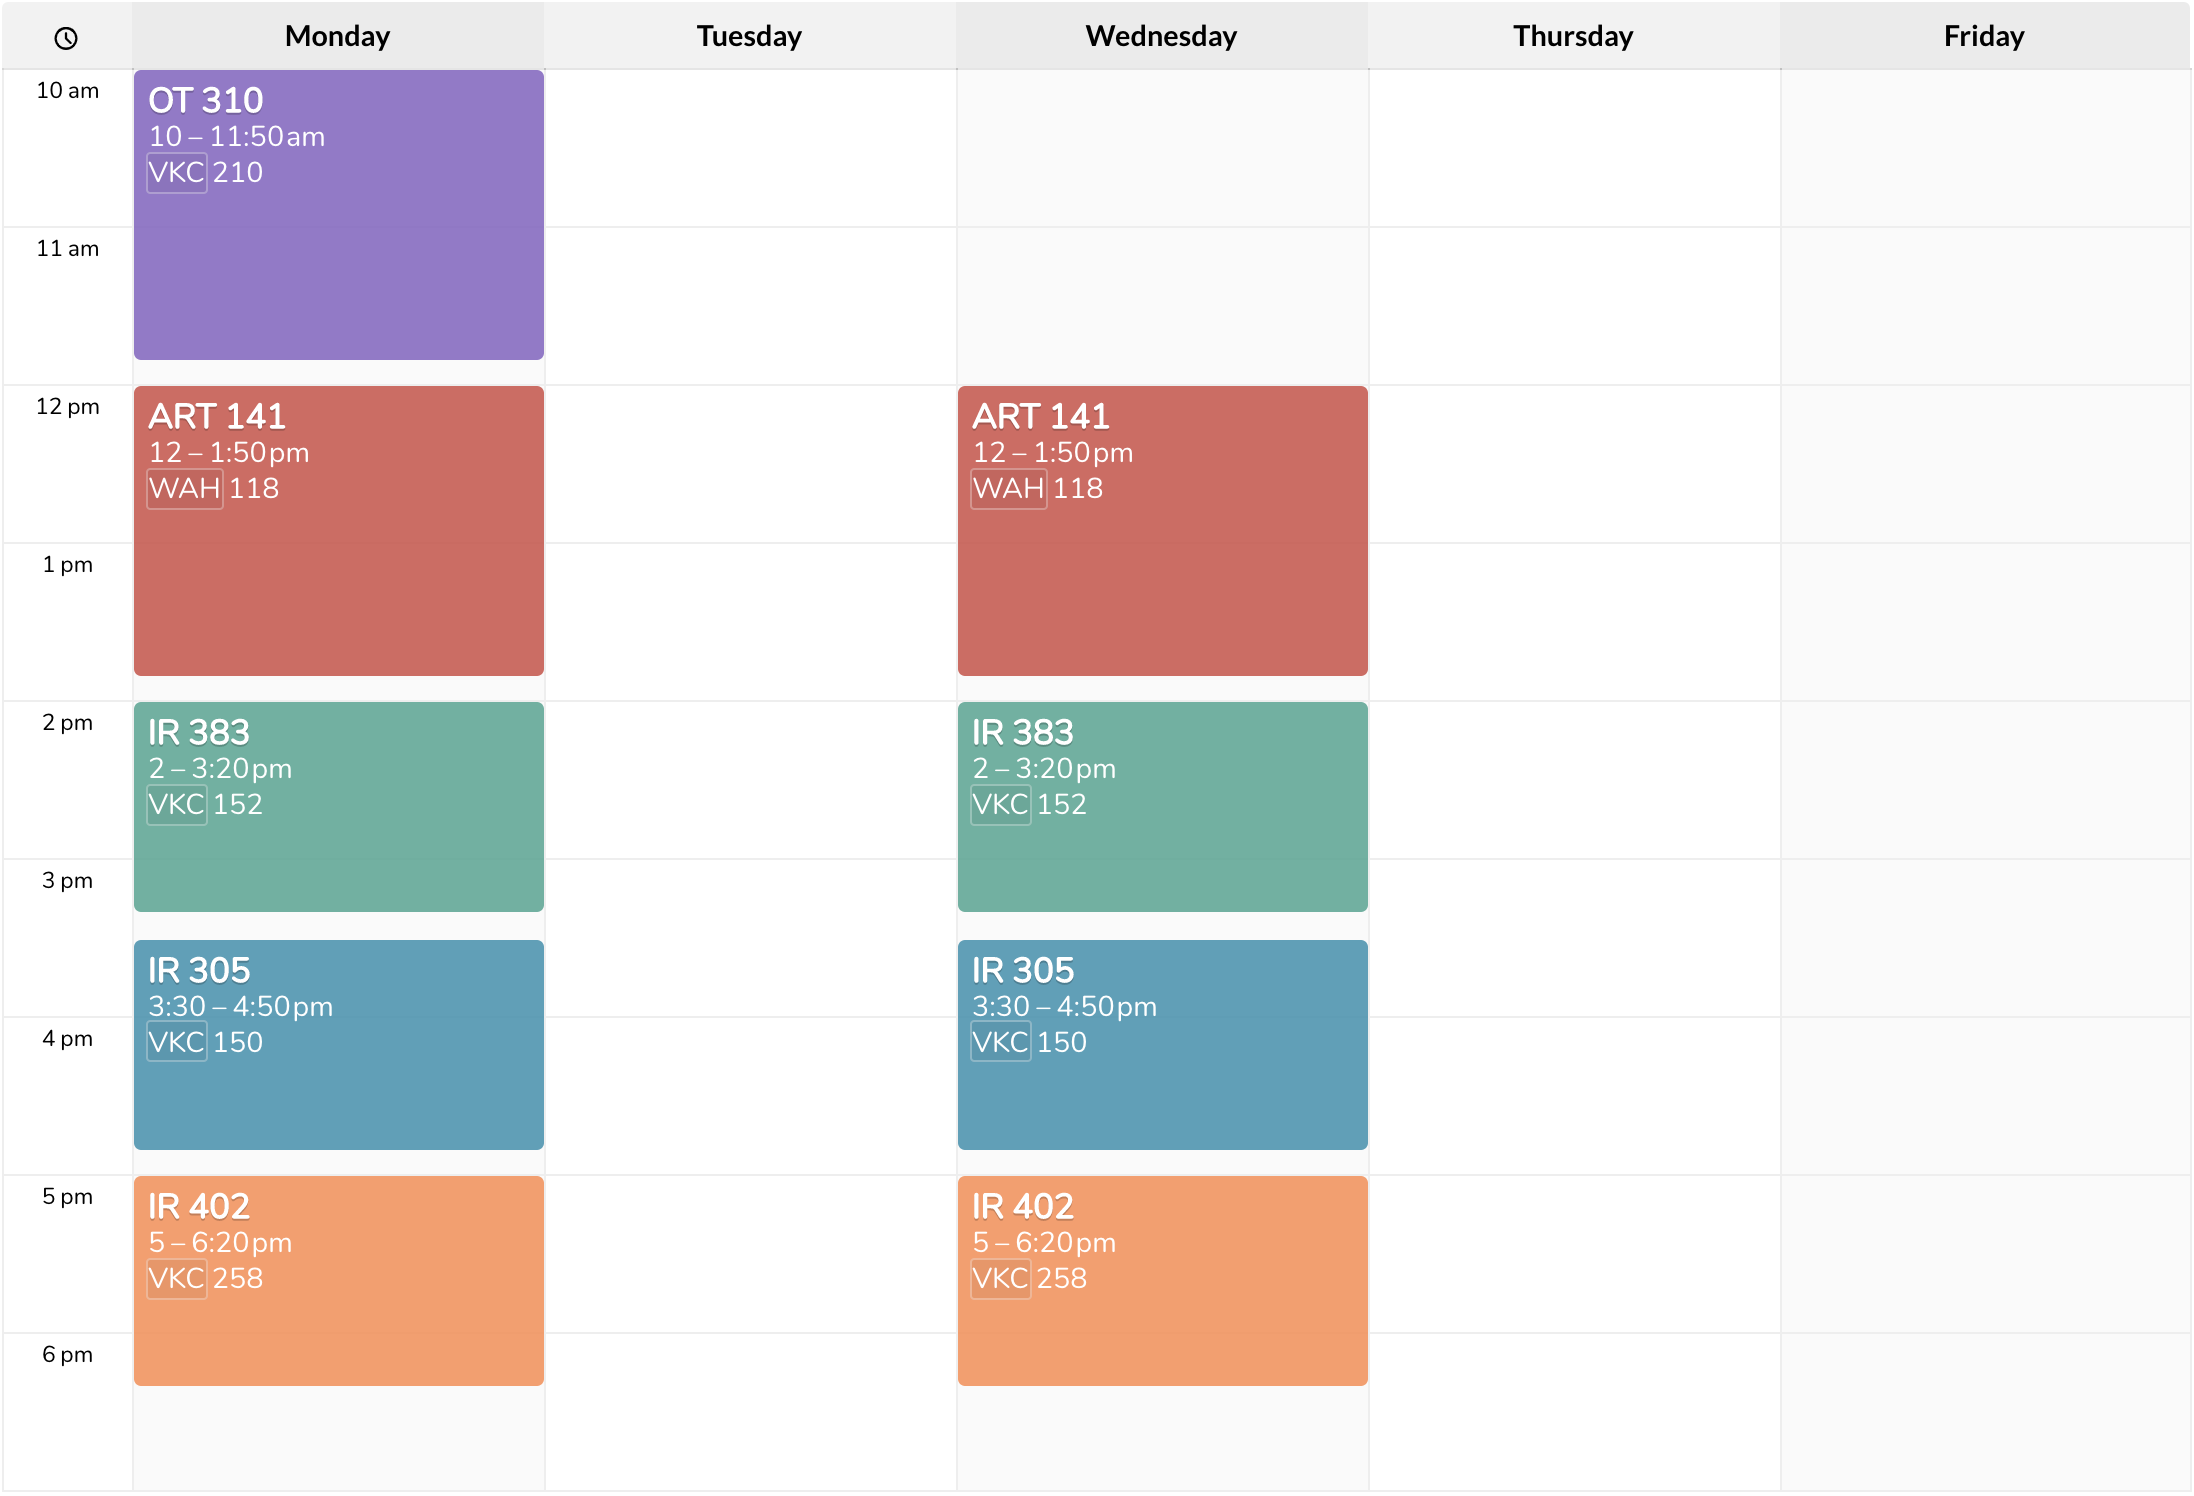 Monday Tuesday Wednesday Thursday Friday
10 am
OT 310
10 – 11:50am
VKC 210
11 am
12 pm
ART 141
12 – 1:50pm
WAH 118
ART 141
12 – 1:50pm
WAH 118
1 pm
2 pm
IR 383
2 – 3:20pm
VKC 152
IR 383
2 – 3:20pm
VKC 152
3 pm
IR 305
3:30 – 4:50pm
VKC 150
IR 305
3:30 – 4:50pm
VKC 150
4 pm
5 pm
IR 402
5 – 6:20pm
VKC 258
IR 402
5 – 6:20pm
VKC 258
6 pm